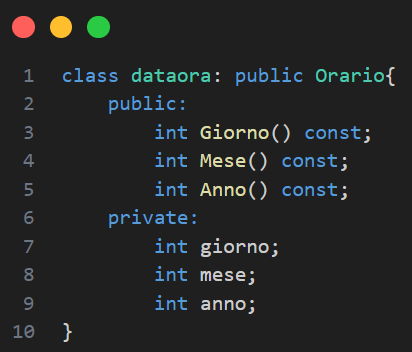 1 class dataora: public Orario{
2 public:
3 int Giorno() const;
4 int Mese() const;
5 int Anno() const;
6 private:
7 int giorno;
8 int mese;
9 int anno;
10 }